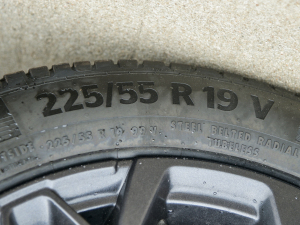 225/55 R 19 V
STEEL BELTED RADIAL
TUBELESS